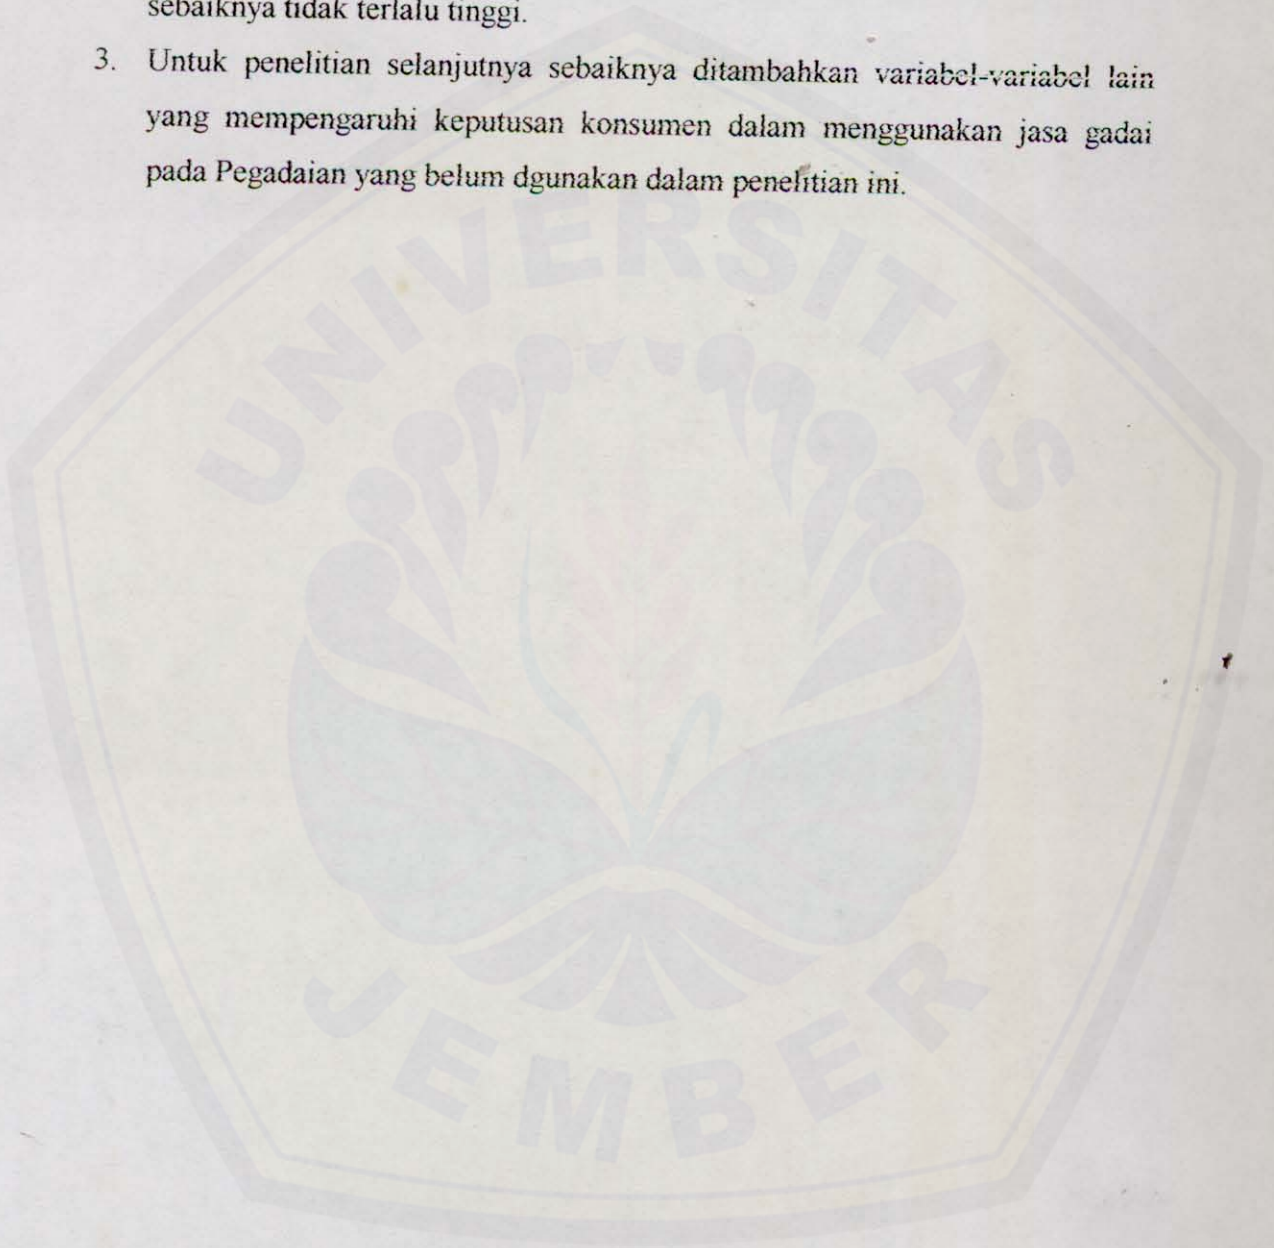 sebaiknya tidak terlalu tinggi.
3. Untuk penelitian selanjutnya sebaiknya ditambahkan variabel-variabel lain
yang mempengaruhi keputusan konsumen dalam menggunakan jasa gadai
pada Pegadaian yang belum dgunakan dalam penelitian ini.
UNIVERSITAS
JEMBER